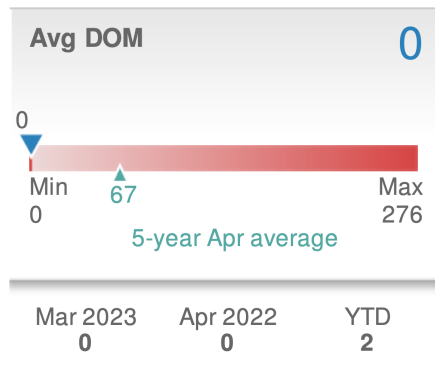 Avg DOM 0
0
Min Max
67
0 276
5-year Apr average
Mar 2023 Apr 2022 YTD
0 0 2